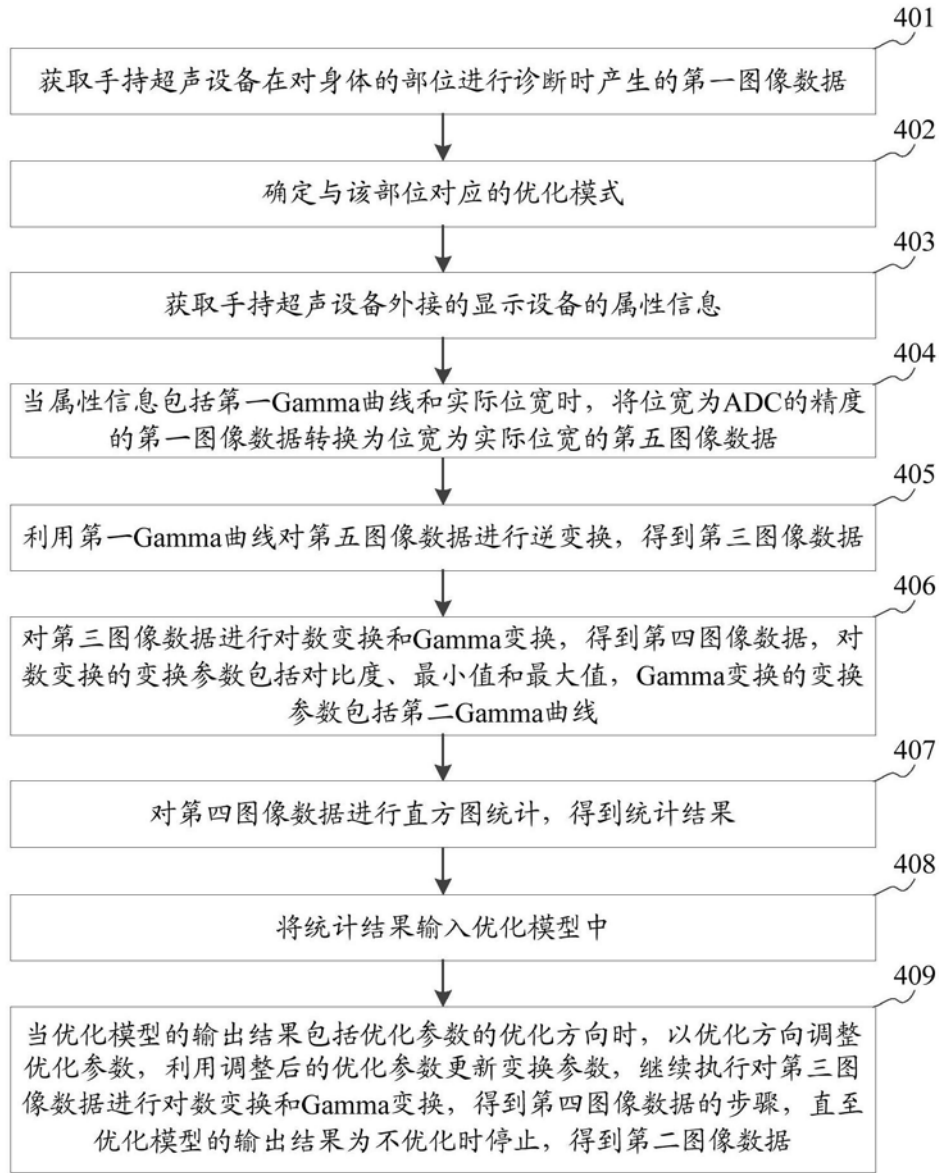 401
获取手持超声设备在对身体的部位进行诊断时产生的第一图像数据
402
确定与该部位对应的优化模式
403
获取手持超声设备外接的显示设备的属性信息
404
当属性信息包括第一Gamma曲线和实际位宽时，将位宽为ADC的精度
的第一图像数据转换为位宽为实际位宽的第五图像数据
405
利用第一Gamma曲线对第五图像数据进行逆变换，得到第三图像数据
406
对第三图像数据进行对数变换和Gamma变换，得到第四图像数据，对
数变换的变换参数包括对比度、最小值和最大值，Gamma变换的变换
参数包括第二Gamma曲线
407
对第四图像数据进行直方图统计，得到统计结果
408
将统计结果输入优化模型中
409
当优化模型的输出结果包括优化参数的优化方向时，以优化方向调整
优化参数，利用调整后的优化参数更新变换参数，继续执行对第三图
像数据进行对数变换和Gamma变换，得到第四图像数据的步骤，直至
优化模型的输出结果为不优化时停止，得到第二图像数据